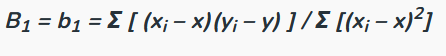 B₁ = b₁ = Σ [ (xᵢ – x)(yᵢ – y) ] / Σ [(xᵢ – x)²]